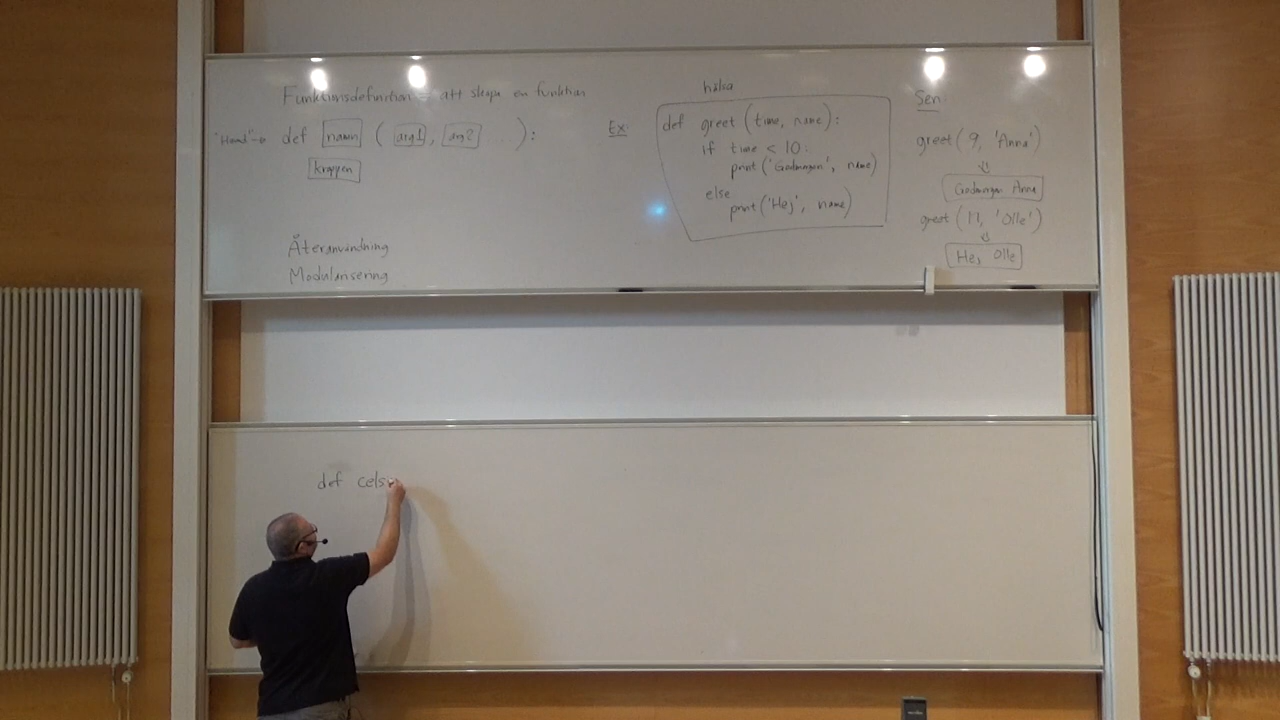 Funktionsdefinition = att skapa en funktion
"Head"→ def namn ( arg1 , arg2 ... ):
kroppen
Återanvändning
Modularisering
hälsa
Ex:
def greet (time, name):
if time < 10:
print ('Godmorgon', name)
else
print ('Hej', name)
Sen:
greet ( 9, 'Anna')
⇓
Godmorgon Anna
greet ( 17, 'Olle')
⇓
Hej Olle
def cels